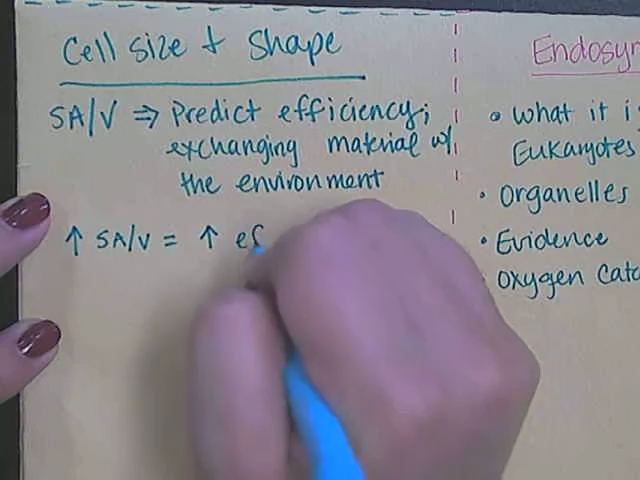 Cell size + shape
SA/V ⇒ Predict efficiency;
exchanging material w/
the environment
↑ SA/V = ↑ ef
Endosym
• what it i
Eukaryotes
• Organelles
• Evidence
Oxygen Cata